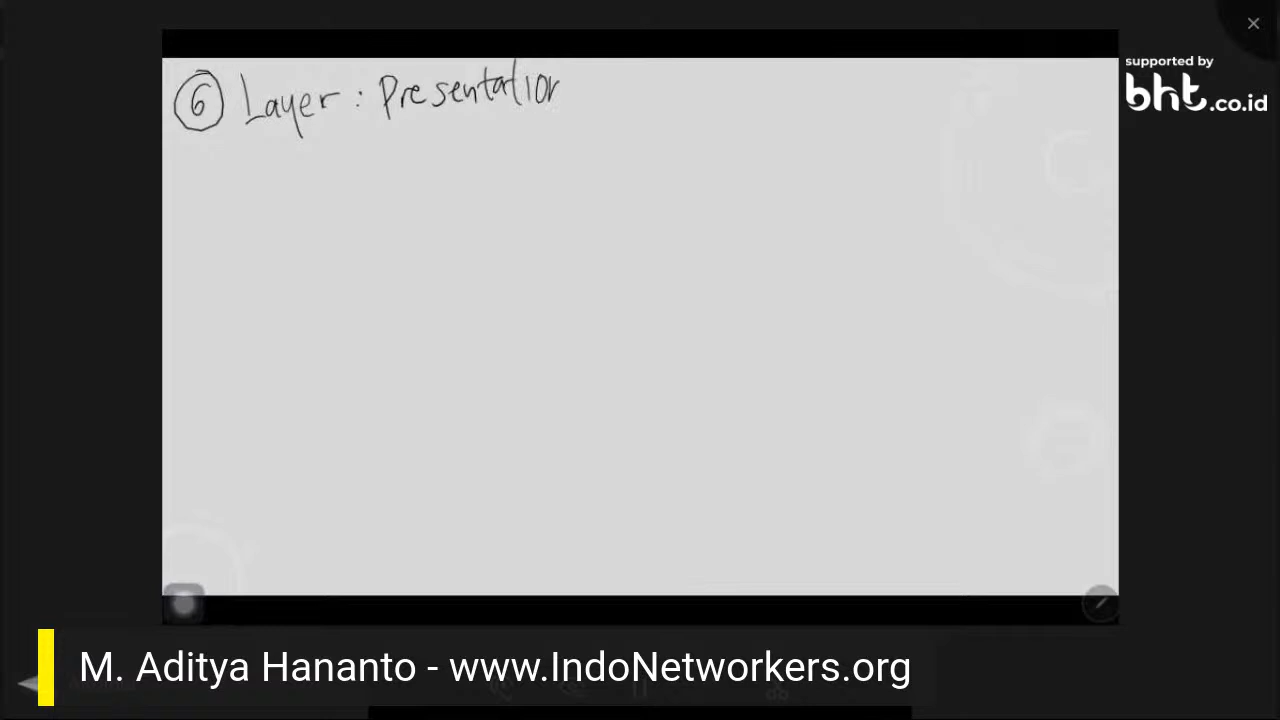 supported by
bht.co.id
6 Layer : Presentation
M. Aditya Hananto - www.IndoNetworkers.org